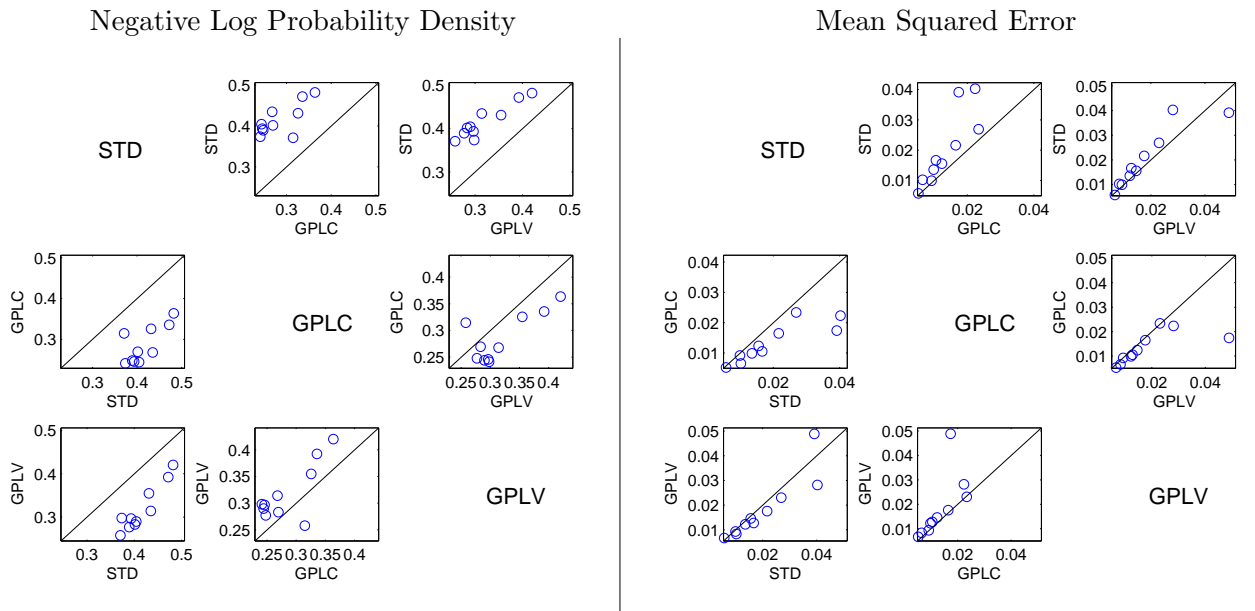 Negative Log Probability Density
STD
0.5
0.4
0.3
STD
0.3
0.4
0.5
GPLC
0.5
0.4
0.3
STD
0.3
0.4
0.5
GPLV
0.5
0.4
0.3
GPLC
0.3
0.4
0.5
STD
GPLC
0.4
0.35
0.3
0.25
GPLC
0.25
0.3
0.35
0.4
GPLV
0.5
0.4
0.3
GPLV
0.3
0.4
0.5
STD
0.4
0.35
0.3
0.25
GPLV
0.25
0.3
0.35
0.4
GPLC
GPLV
Mean Squared Error
STD
0.04
0.03
0.02
0.01
STD
0.02
0.04
GPLC
0.05
0.04
0.03
0.02
0.01
STD
0.02
0.04
GPLV
0.04
0.03
0.02
0.01
GPLC
0.02
0.04
STD
GPLC
0.05
0.04
0.03
0.02
0.01
GPLC
0.02
0.04
GPLV
0.05
0.04
0.03
0.02
0.01
GPLV
0.02
0.04
STD
0.05
0.04
0.03
0.02
0.01
GPLV
0.02
0.04
GPLC
GPLV